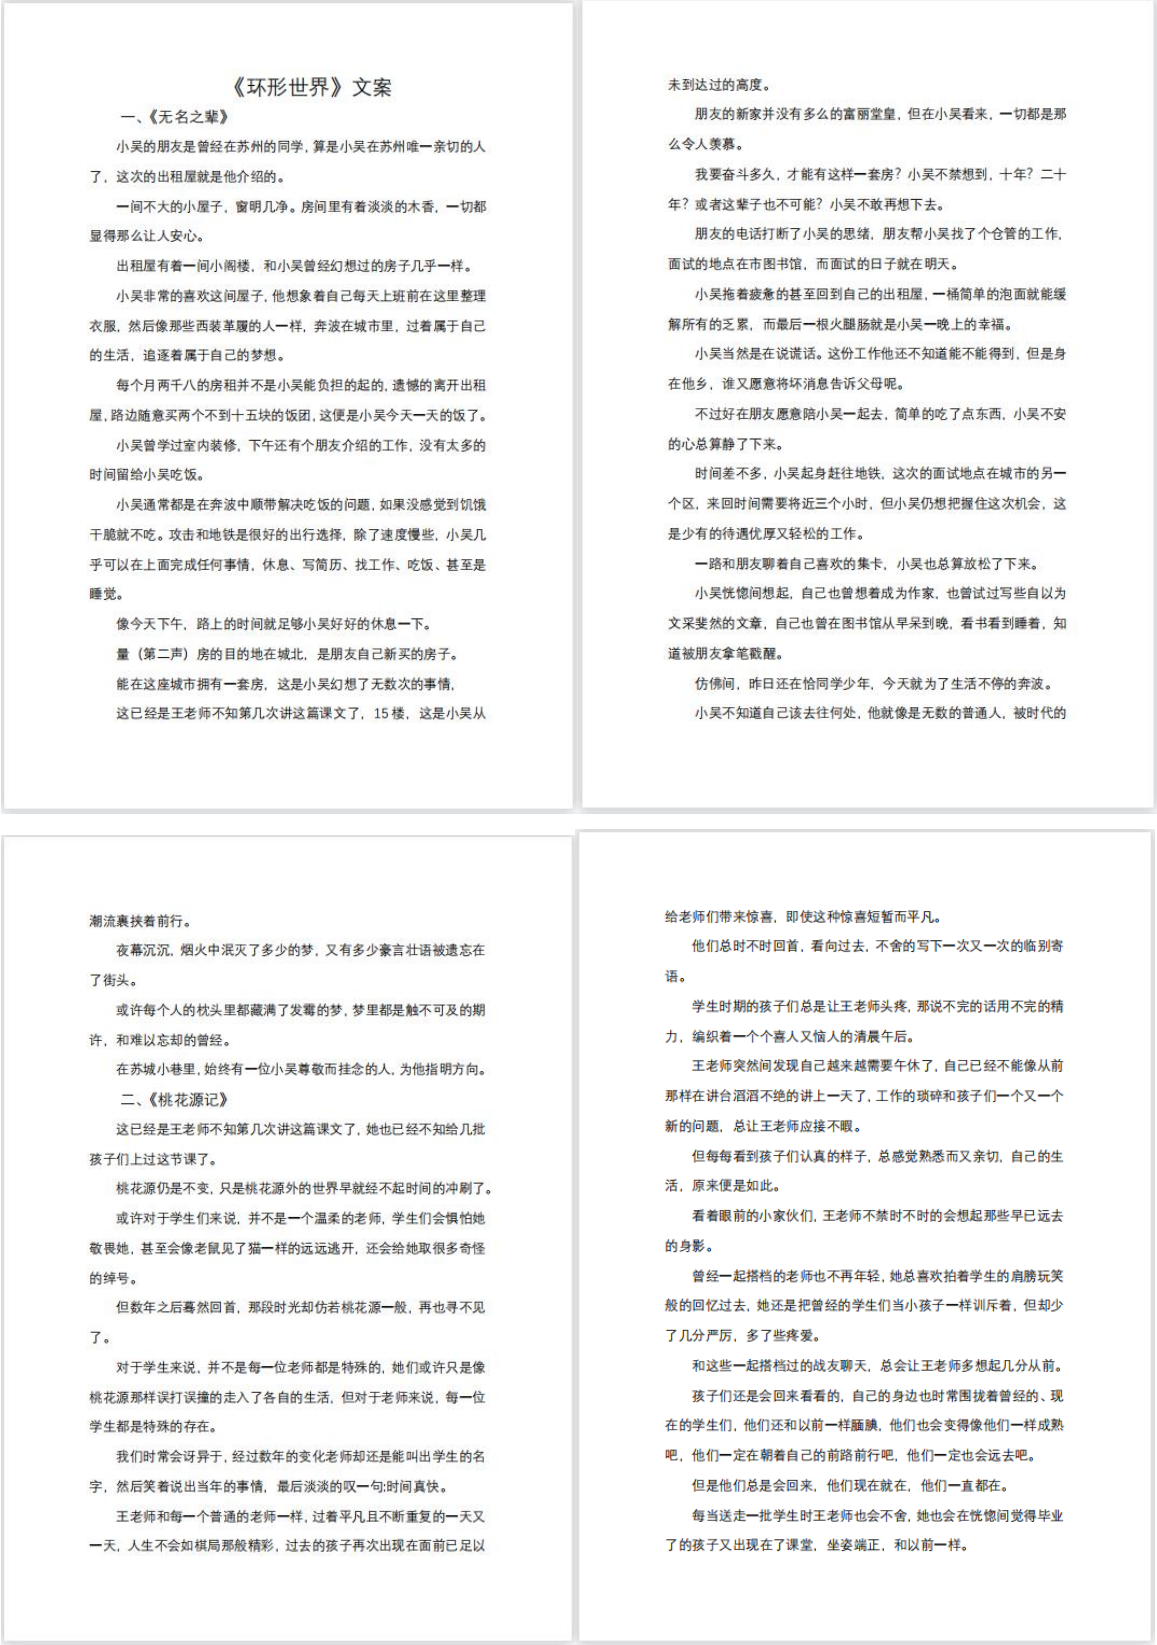 《环形世界》文案
一、《无名之辈》
小吴的朋友是曾经在苏州的同学，算是小吴在苏州唯一亲切的人
了，这次的出租屋就是他介绍的。
一间不大的小屋子，窗明几净。房间里有着淡淡的木香，一切都
显得那么让人安心。
出租屋有着一间小阁楼，和小吴曾经幻想过的房子几乎一样。
小吴非常的喜欢这间屋子，他想象着自己每天上班前在这里整理
衣服，然后像那些西装革履的人一样，奔波在城市里，过着属于自己
的生活，追逐着属于自己的梦想。
每个月两千八的房租并不是小吴能负担的起的，遗憾的离开出租
屋，路边随意买两个不到十五块的饭团，这便是小吴今天一天的饭了。
小吴曾学过室内装修，下午还有个朋友介绍的工作，没有太多的
时间留给小吴吃饭。
小吴通常都是在奔波中顺带解决吃饭的问题，如果没感觉到饥饿
干脆就不吃。攻击和地铁是很好的出行选择，除了速度慢些，小吴几
乎可以在上面完成任何事情，休息、写简历、找工作、吃饭、甚至是
睡觉。
像今天下午，路上的时间就足够小吴好好的休息一下。
量（第二声）房的目的地在城北，是朋友自己新买的房子。
能在这座城市拥有一套房，这是小吴幻想了无数次的事情，
这已经是王老师不知第几次讲这篇课文了，15 楼，这是小吴从
未到达过的高度。
朋友的新家并没有多么的富丽堂皇，但在小吴看来，一切都是那
么令人羡慕。
我要奋斗多久，才能有这样一套房？小吴不禁想到，十年？二十
年？或者这辈子也不可能？小吴不敢再想下去。
朋友的电话打断了小吴的思绪，朋友帮小吴找了个仓管的工作，
面试的地点在市图书馆，而面试的日子就在明天。
小吴拖着疲惫的甚至回到自己的出租屋，一桶简单的泡面就能缓
解所有的乏累，而最后一根火腿肠就是小吴一晚上的幸福。
小吴当然是在说谎话。这份工作他还不知道能不能得到，但是身
在他乡，谁又愿意将坏消息告诉父母呢。
不过好在朋友愿意陪小吴一起去，简单的吃了点东西，小吴不安
的心总算静了下来。
时间差不多，小吴起身赶往地铁，这次的面试地点在城市的另一
个区，来回时间需要将近三个小时，但小吴仍想把握住这次机会，这
是少有的待遇优厚又轻松的工作。
一路和朋友聊着自己喜欢的集卡，小吴也总算放松了下来。
小吴恍惚间想起，自己也曾想着成为作家，也曾试过写些自以为
文采斐然的文章，自己也曾在图书馆从早呆到晚，看书看到睡着，知
道被朋友拿笔戳醒。
仿佛间，昨日还在恰同学少年，今天就为了生活不停的奔波。
小吴不知道自己该去往何处，他就像是无数的普通人，被时代的
潮流裹挟着前行。
夜幕沉沉，烟火中泯灭了多少的梦，又有多少豪言壮语被遗忘在
了街头。
或许每个人的枕头里都藏满了发霉的梦，梦里都是触不可及的期
许，和难以忘却的曾经。
在苏城小巷里，始终有一位小吴尊敬而挂念的人，为他指明方向。
二、《桃花源记》
这已经是王老师不知第几次讲这篇课文了，她也已经不知给几批
孩子们上过这节课了。
桃花源仍是不变，只是桃花源外的世界早就经不起时间的冲刷了。
或许对于学生们来说，并不是一个温柔的老师，学生们会惧怕她
敬畏她，甚至会像老鼠见了猫一样的远远逃开，还会给她取很多奇怪
的绰号。
但数年之后蓦然回首，那段时光却仿若桃花源一般，再也寻不见
了。
对于学生来说，并不是每一位老师都是特殊的，她们或许只是像
桃花源那样误打误撞的走入了各自的生活，但对于老师来说，每一位
学生都是特殊的存在。
我们时常会讶异于，经过数年的变化老师却还是能叫出学生的名
字，然后笑着说出当年的事情，最后淡淡的叹一句:时间真快。
王老师和每一个普通的老师一样，过着平凡且不断重复的一天又
一天，人生不会如棋局那般精彩，过去的孩子再次出现在面前已足以
给老师们带来惊喜，即使这种惊喜短暂而平凡。
他们总时不时回首，看向过去，不舍的写下一次又一次的临别寄
语。
学生时期的孩子们总是让王老师头疼，那说不完的话用不完的精
力，编织着一个个喜人又恼人的清晨午后。
王老师突然间发现自己越来越需要午休了，自己已经不能像从前
那样在讲台滔滔不绝的讲上一天了，工作的琐碎和孩子们一个又一个
新的问题，总让王老师应接不暇。
但每每看到孩子们认真的样子，总感觉熟悉而又亲切，自己的生
活，原来便是如此。
看着眼前的小家伙们，王老师不禁时不时的会想起那些早已远去
的身影。
曾经一起搭档的老师也不再年轻，她总喜欢拍着学生的肩膀玩笑
般的回忆过去，她还是把曾经的学生们当小孩子一样训斥着，但却少
了几分严厉，多了些疼爱。
和这些一起搭档过的战友聊天，总会让王老师多想起几分从前。
孩子们还是会回来看看的，自己的身边也时常围拢着曾经的、现
在的学生们，他们还和以前一样腼腆，他们也会变得像他们一样成熟
吧，他们一定在朝着自己的前路前行吧，他们一定也会远去吧。
但是他们总是会回来，他们现在就在，他们一直都在。
每当送走一批学生时王老师也会不舍，她也会在恍惚间觉得毕业
了的孩子又出现在了课堂，坐姿端正，和以前一样。